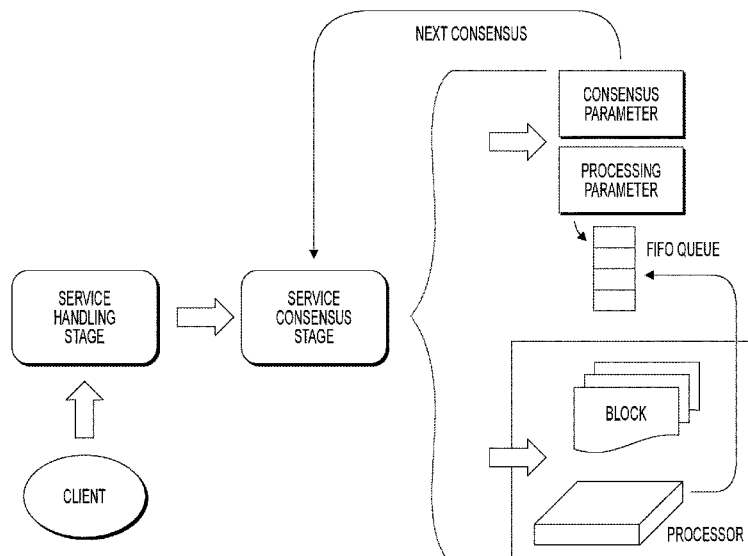 NEXT CONSENSUS
CONSENSUS
PARAMETER
PROCESSING
PARAMETER
FIFO QUEUE
SERVICE
HANDLING
STAGE
SERVICE
CONSENSUS
STAGE
BLOCK
CLIENT
PROCESSOR